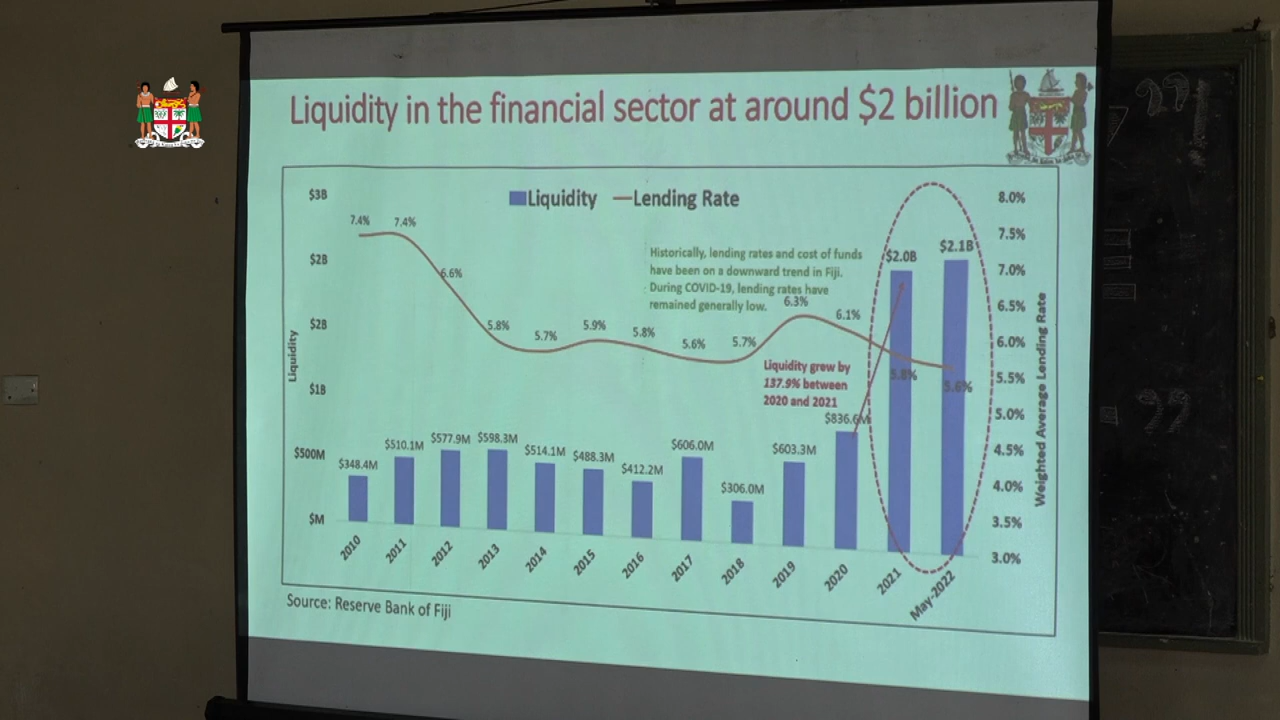 Liquidity in the financial sector at around $2 billion
Liquidity
Lending Rate
$3B
$2B
$2B
$1B
$500M
$M
Liquidity
8.0%
7.5%
7.0%
6.5%
6.0%
5.5%
5.0%
4.5%
4.0%
3.5%
3.0%
Weighted Average Lending Rate
7.4%
7.4%
6.6%
5.8%
5.7%
5.9%
5.8%
5.6%
5.7%
6.3%
6.1%
5.8%
5.6%
Historically, lending rates and cost of funds
have been on a downward trend in Fiji.
During COVID-19, lending rates have
remained generally low.
Liquidity grew by
137.9% between
2020 and 2021
$348.4M
$510.1M
$577.9M
$598.3M
$514.1M
$488.3M
$412.2M
$606.0M
$306.0M
$603.3M
$836.6M
$2.0B
$2.1B
2010
2011
2012
2013
2014
2015
2016
2017
2018
2019
2020
2021
May-2022
Source: Reserve Bank of Fiji